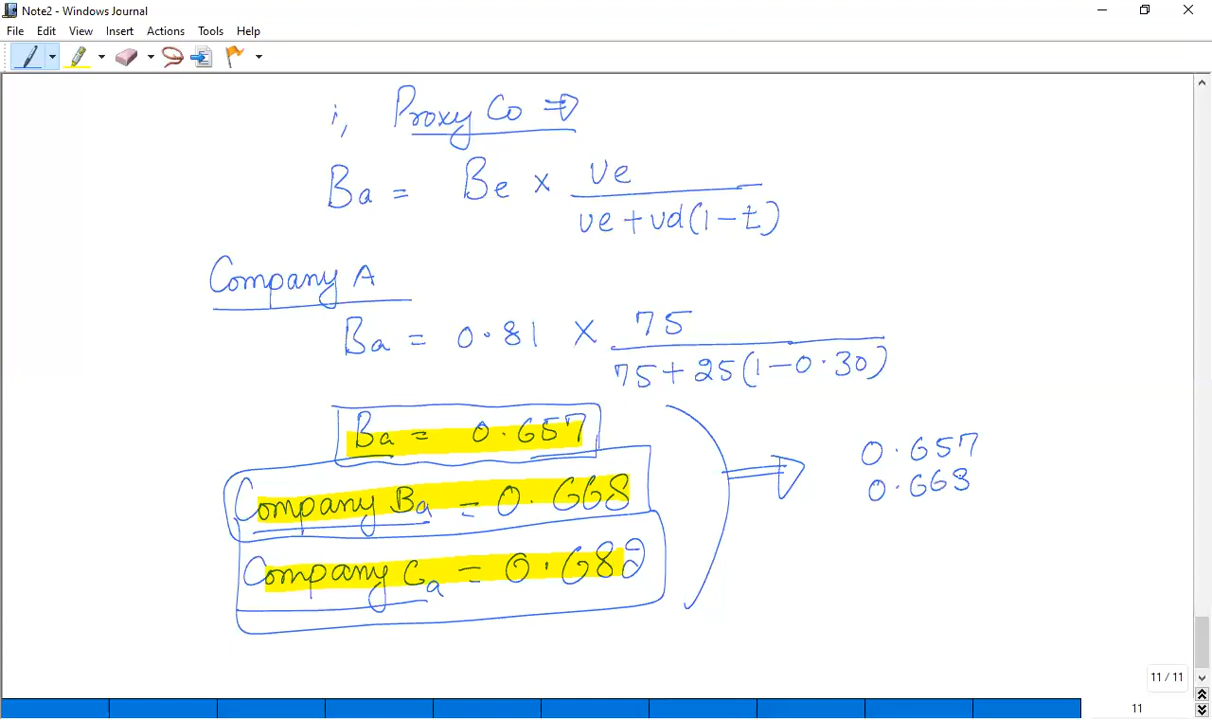 Note2 - Windows Journal
File Edit View Insert Actions Tools Help
i, Proxy Co ⇒
Ba = Be × ve / ve + vd(1-t)
Company A
Ba = 0.81 × 75 / 75 + 25(1-0.30)
Ba = 0.657
Company Ba = 0.668
Company Ca = 0.682
0.657
0.668
11 / 11
11